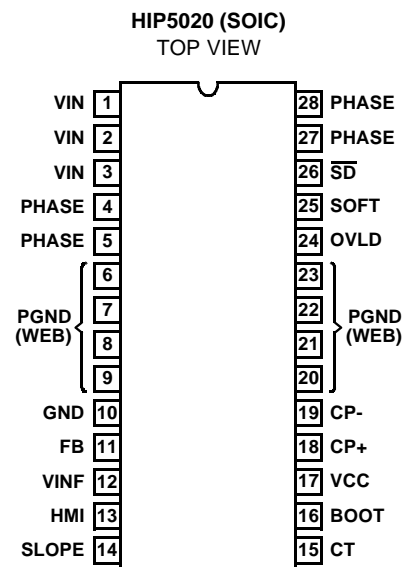 HIP5020 (SOIC)
TOP VIEW
VIN 1 28 PHASE
VIN 2 27 PHASE
VIN 3 26 S̅D̅
PHASE 4 25 SOFT
PHASE 5 24 OVLD
6 23
7 22
PGND (WEB) PGND (WEB)
8 21
9 20
GND 10 19 CP-
FB 11 18 CP+
VINF 12 17 VCC
HMI 13 16 BOOT
SLOPE 14 15 CT